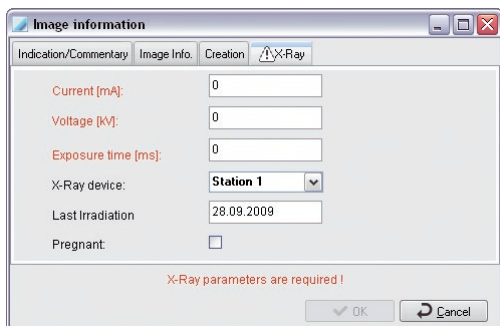 Image information
Indication/Commentary Image Info. Creation X-Ray
Current [mA]: 0
Voltage [kV]: 0
Exposure time [ms]: 0
X-Ray device: Station 1
Last Irradiation 28.09.2009
Pregnant:
X-Ray parameters are required !
OK Cancel